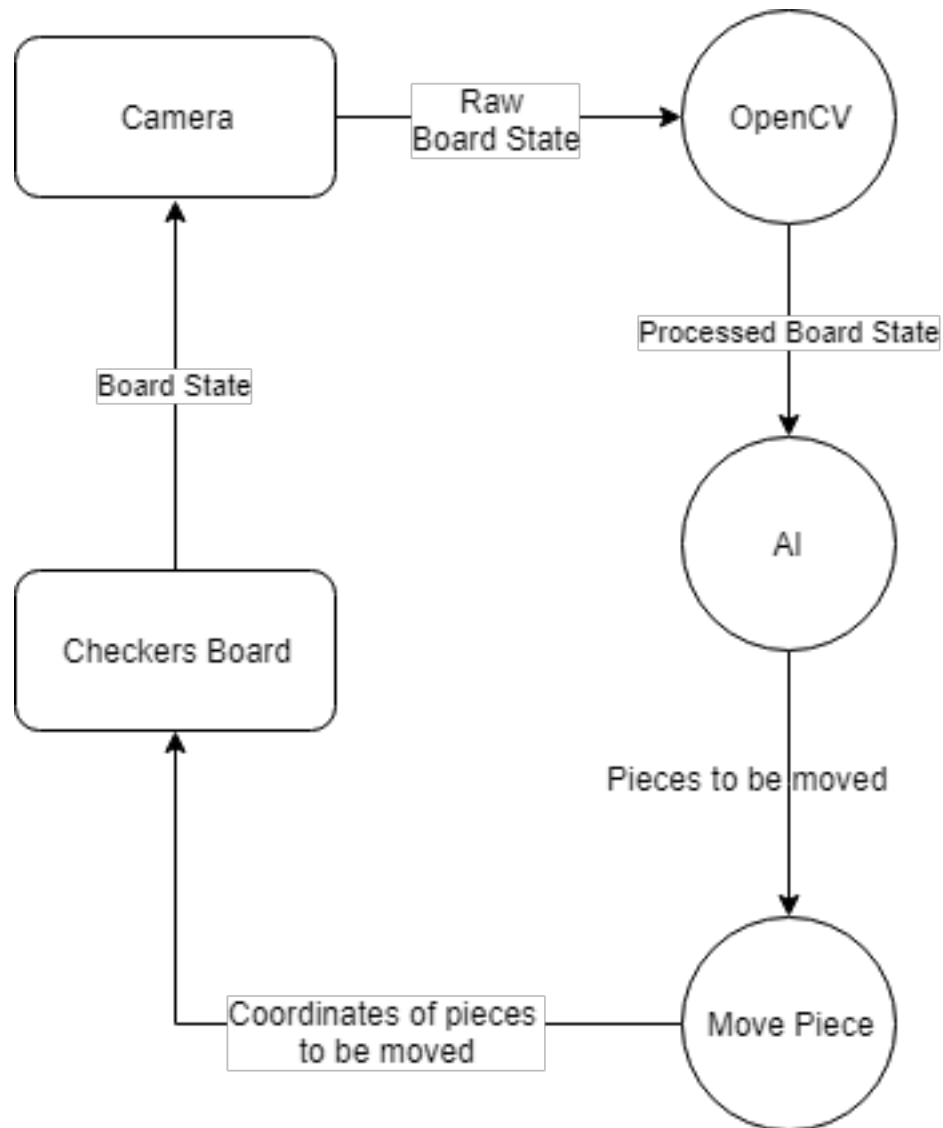 Camera
Raw
Board State
OpenCV
Processed Board State
Board State
AI
Checkers Board
Pieces to be moved
Coordinates of pieces
to be moved
Move Piece